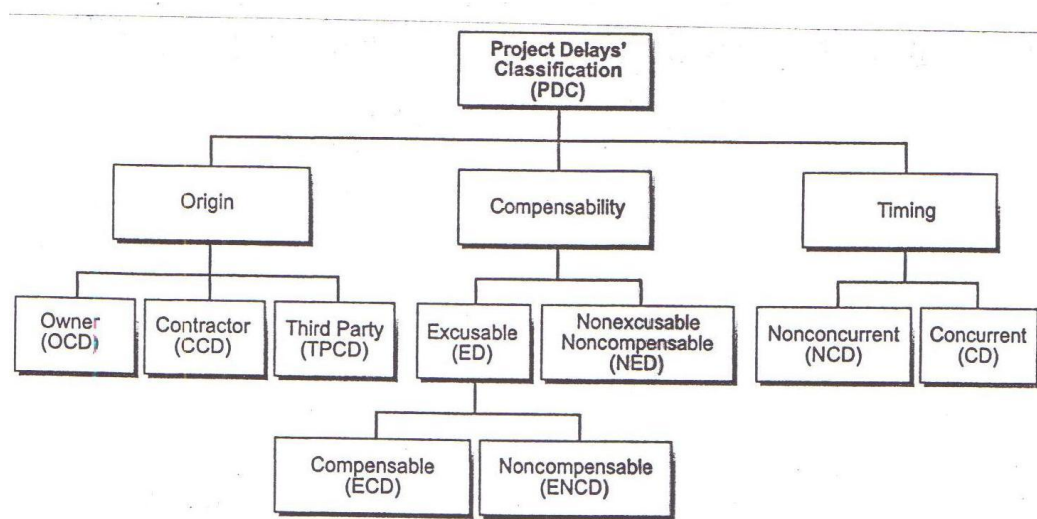 Project Delays'
Classification
(PDC)
Origin
Compensability
Timing
Owner
(OCD)
Contractor
(CCD)
Third Party
(TPCD)
Excusable
(ED)
Nonexcusable
Noncompensable
(NED)
Nonconcurrent
(NCD)
Concurrent
(CD)
Compensable
(ECD)
Noncompensable
(ENCD)